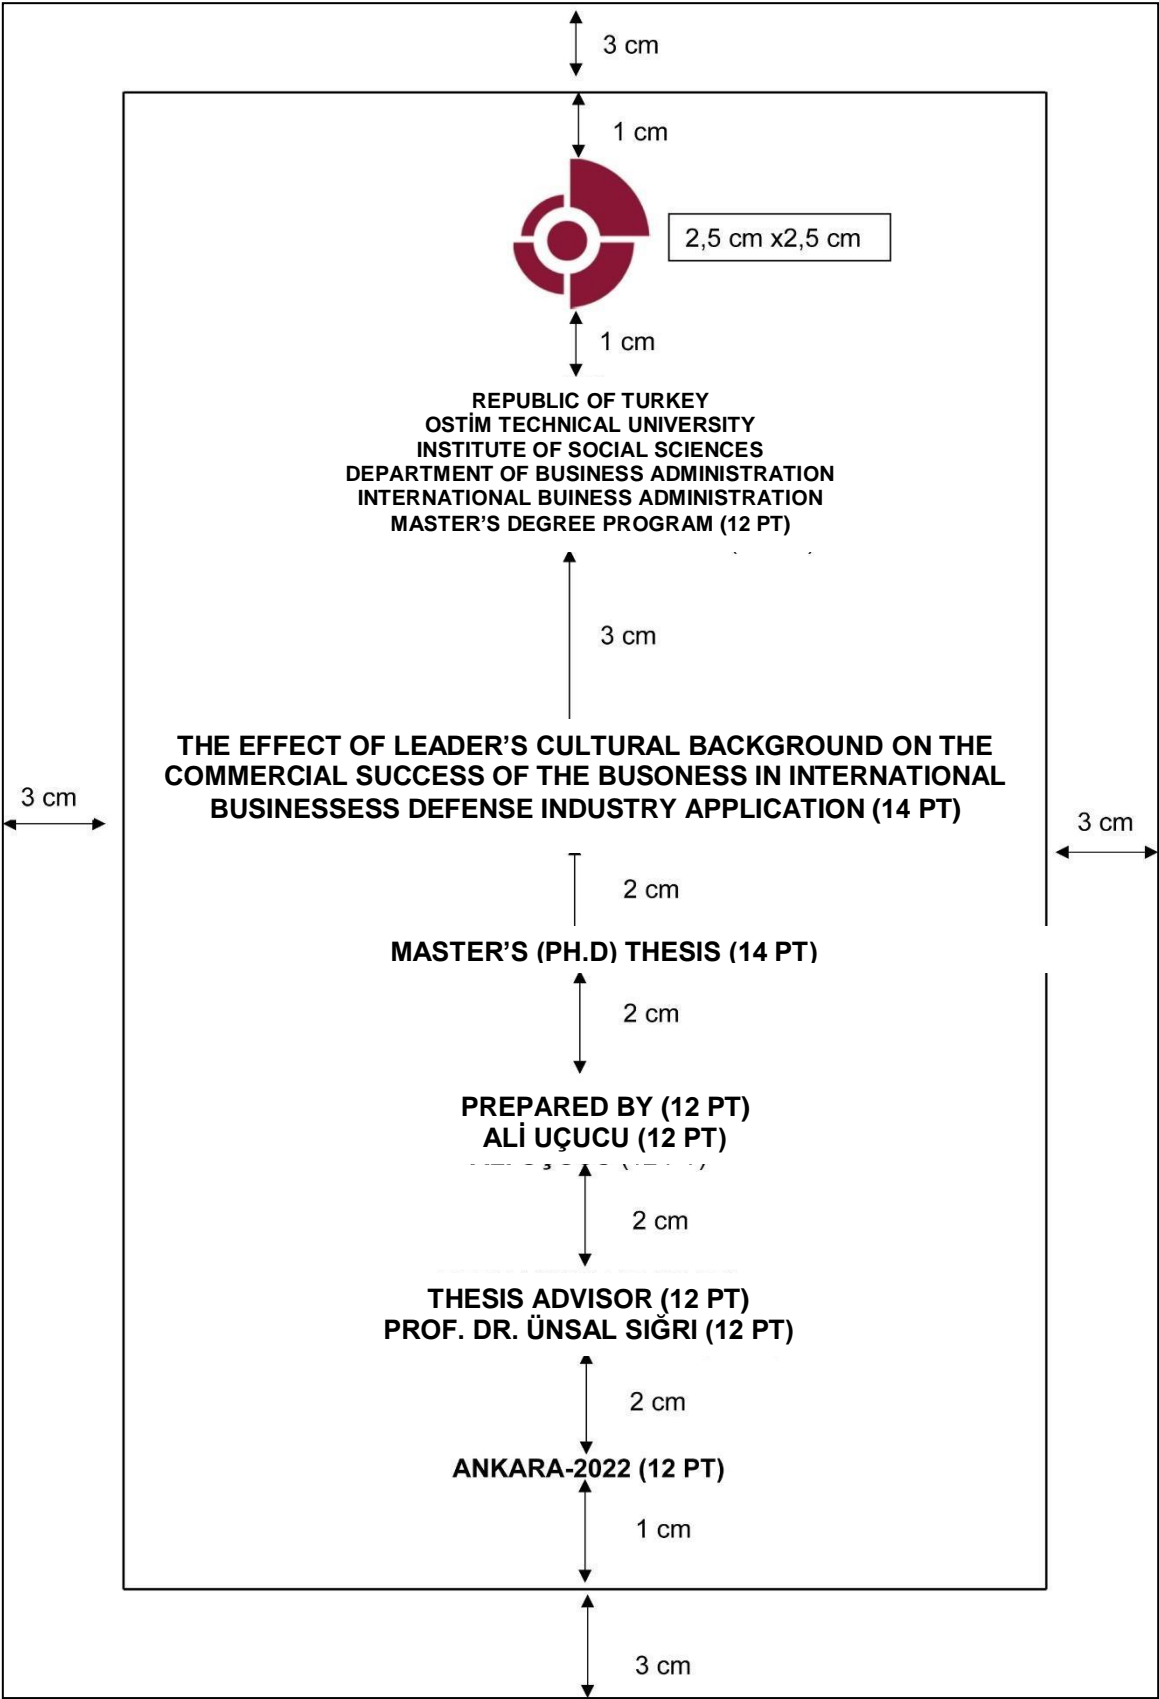 3 cm
1 cm
2,5 cm x2,5 cm
1 cm
REPUBLIC OF TURKEY
OSTİM TECHNICAL UNIVERSITY
INSTITUTE OF SOCIAL SCIENCES
DEPARTMENT OF BUSINESS ADMINISTRATION
INTERNATIONAL BUINESS ADMINISTRATION
MASTER’S DEGREE PROGRAM (12 PT)
3 cm
THE EFFECT OF LEADER’S CULTURAL BACKGROUND ON THE
COMMERCIAL SUCCESS OF THE BUSONESS IN INTERNATIONAL
BUSINESSESS DEFENSE INDUSTRY APPLICATION (14 PT)
3 cm
3 cm
2 cm
MASTER’S (PH.D) THESIS (14 PT)
2 cm
PREPARED BY (12 PT)
ALİ UÇUCU (12 PT)
2 cm
THESIS ADVISOR (12 PT)
PROF. DR. ÜNSAL SIĞRI (12 PT)
2 cm
ANKARA-2022 (12 PT)
1 cm
3 cm